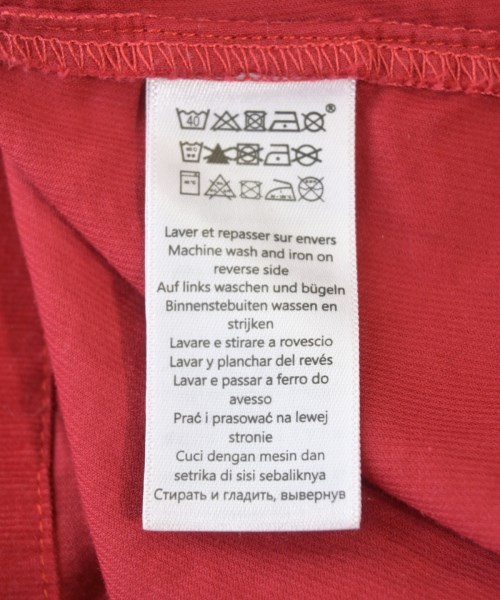 40
®
Laver et repasser sur envers
Machine wash and iron on
reverse side
Auf links waschen und bügeln
Binnenstebuiten wassen en
strijken
Lavare e stirare a rovescio
Lavar y planchar del revés
Lavar e passar a ferro do
avesso
Prać i prasować na lewej
stronie
Cuci dengan mesin dan
setrika di sisi sebaliknya
Стирать и гладить, вывернув